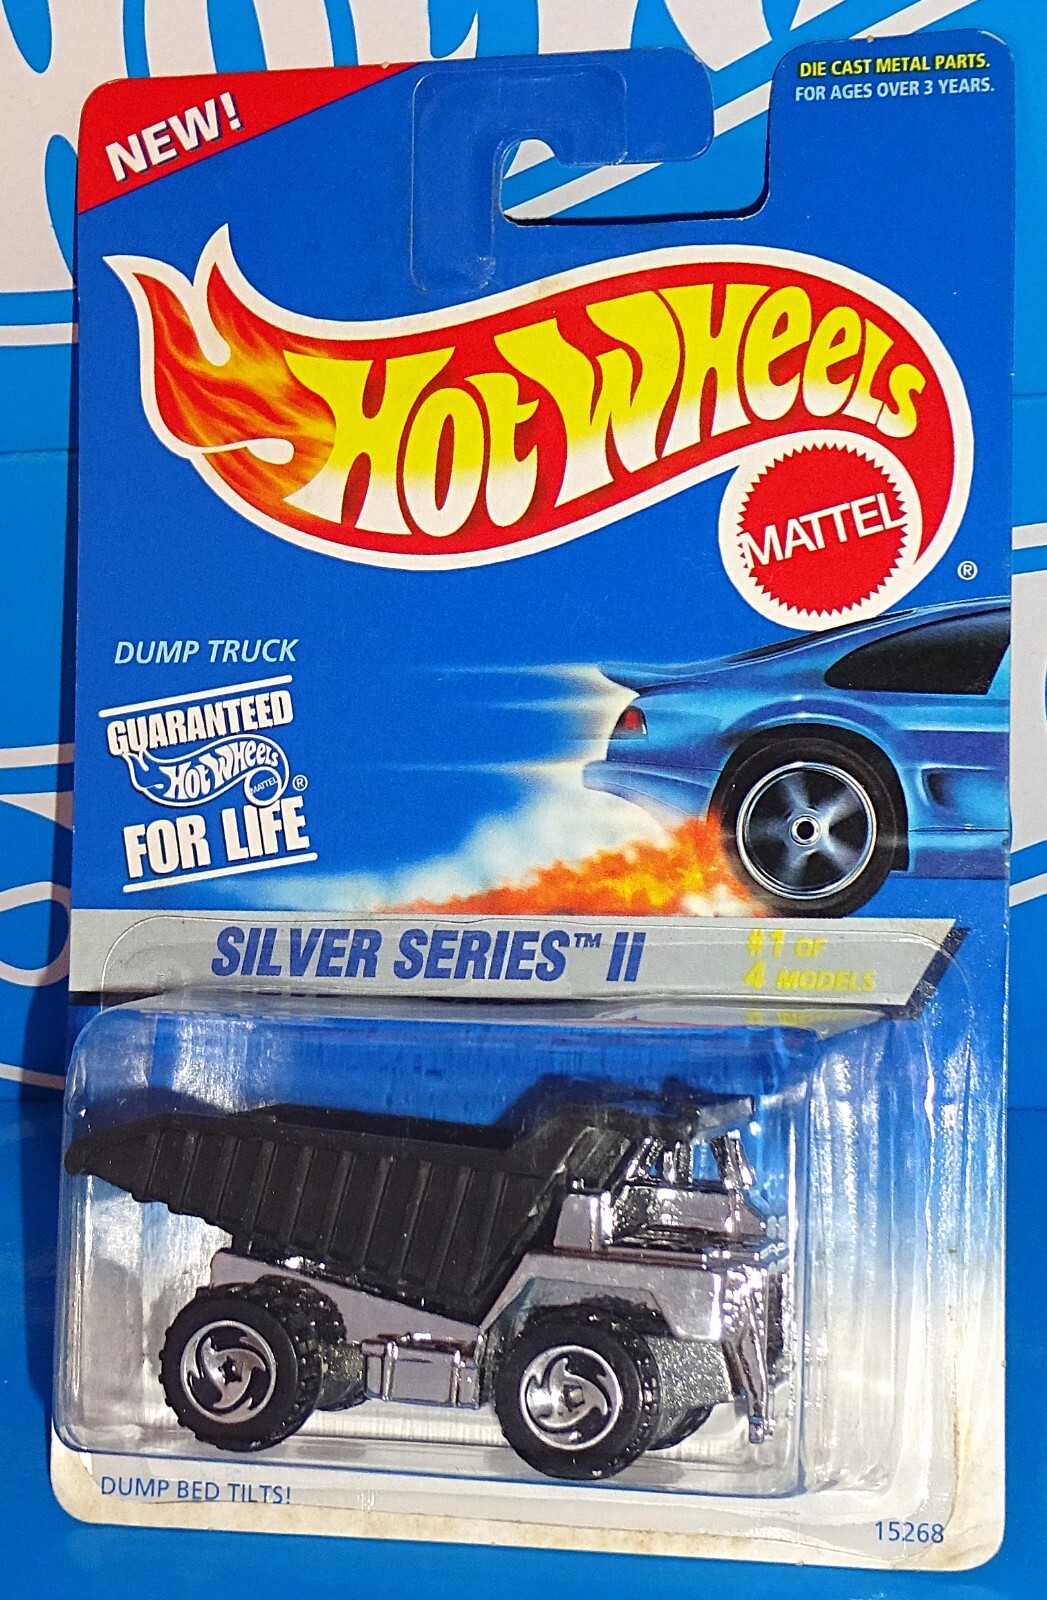 NEW!
DIE CAST METAL PARTS.
FOR AGES OVER 3 YEARS.
HOT WHEELS
MATTEL
®
DUMP TRUCK
GUARANTEED
HOT WHEELS
MATTEL
®
FOR LIFE
SILVER SERIES™ II
#1 OF
4 MODELS
DUMP BED TILTS!
15268